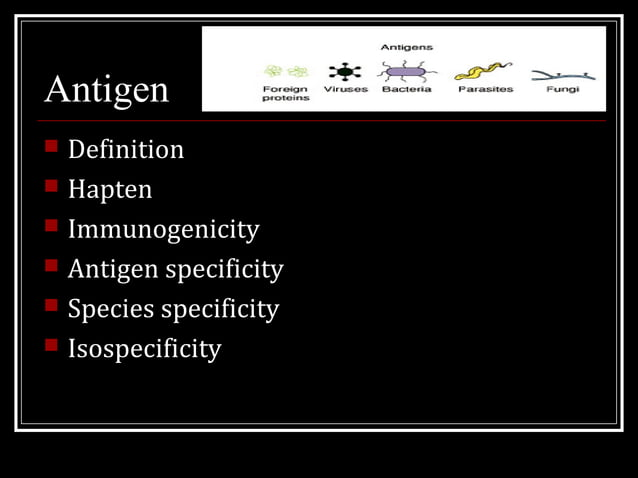 Antigen
Antigens
Foreign proteins
Viruses
Bacteria
Parasites
Fungi
Definition
Hapten
Immunogenicity
Antigen specificity
Species specificity
Isospecificity